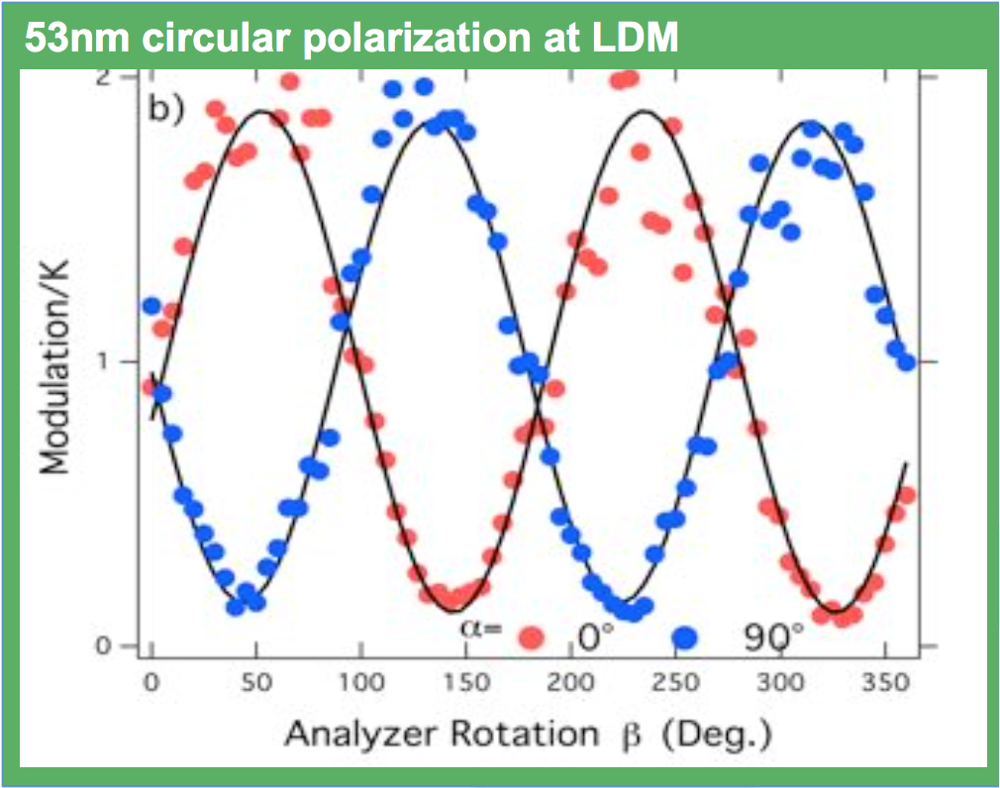 53nm circular polarization at LDM
b)
2
1
0
Modulation/K
α= 0° 90°
0 50 100 150 200 250 300 350
Analyzer Rotation β (Deg.)